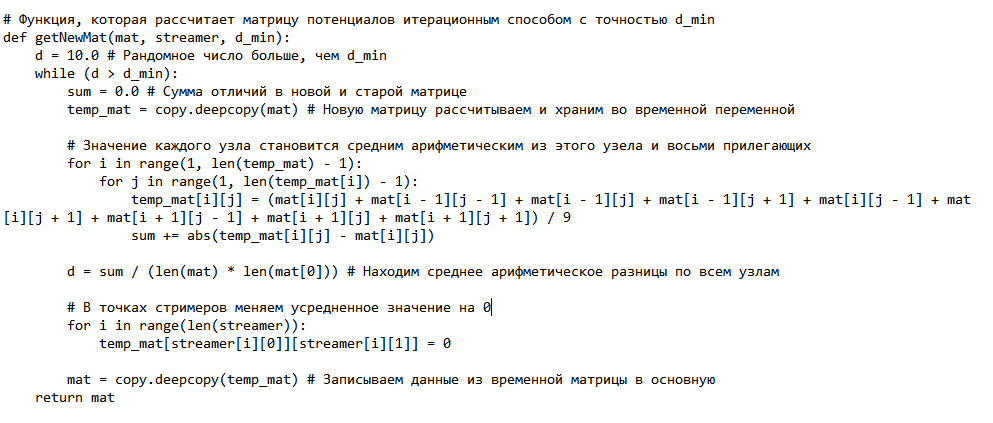 # Функция, которая рассчитает матрицу потенциалов итерационным способом с точностью d_min
def getNewMat(mat, streamer, d_min):
    d = 10.0 # Рандомное число больше, чем d_min
    while (d > d_min):
        sum = 0.0 # Сумма отличий в новой и старой матрице
        temp_mat = copy.deepcopy(mat) # Новую матрицу рассчитываем и храним во временной переменной

        # Значение каждого узла становится средним арифметическим из этого узела и восьми прилегающих
        for i in range(1, len(temp_mat) - 1):
            for j in range(1, len(temp_mat[i]) - 1):
                temp_mat[i][j] = (mat[i][j] + mat[i - 1][j - 1] + mat[i - 1][j] + mat[i - 1][j + 1] + mat[i][j - 1] + mat
[i][j + 1] + mat[i + 1][j - 1] + mat[i + 1][j] + mat[i + 1][j + 1]) / 9
                sum += abs(temp_mat[i][j] - mat[i][j])

        d = sum / (len(mat) * len(mat[0])) # Находим среднее арифметическое разницы по всем узлам

        # В точках стримеров меняем усредненное значение на 0
        for i in range(len(streamer)):
            temp_mat[streamer[i][0]][streamer[i][1]] = 0

        mat = copy.deepcopy(temp_mat) # Записываем данные из временной матрицы в основную
    return mat